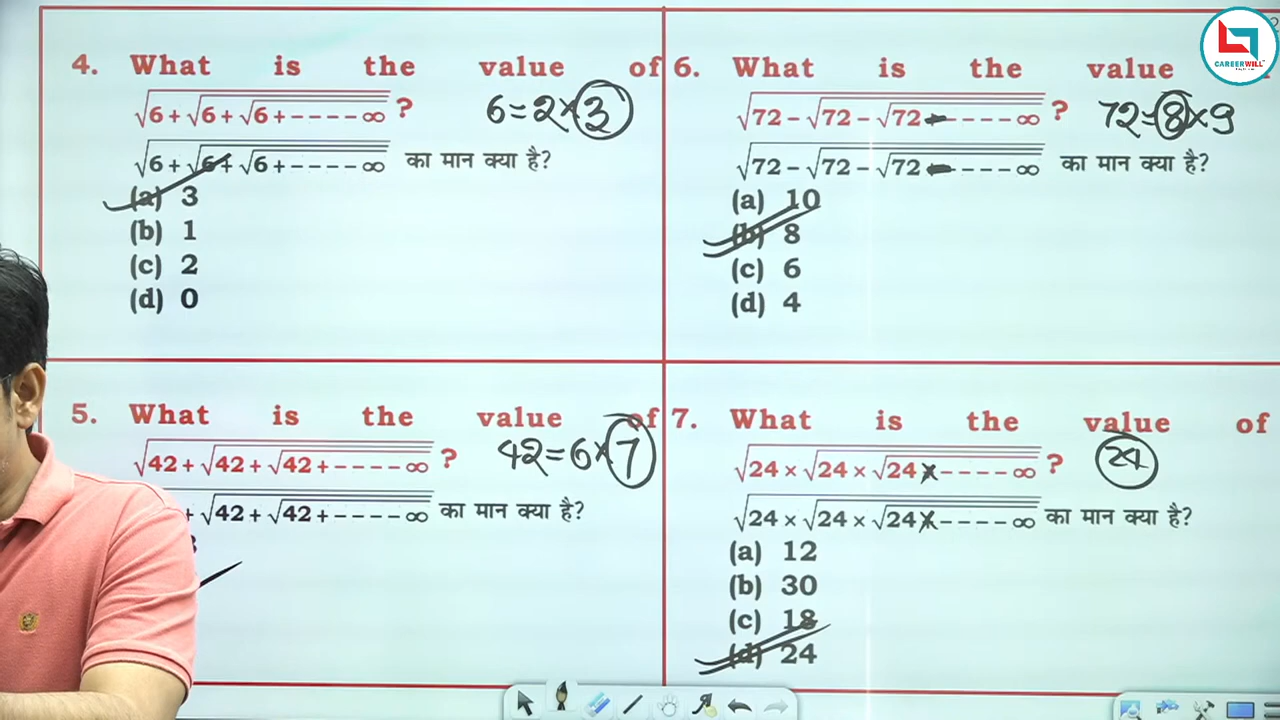 4. What is the value of
√6+√6+√6+----∞ ?
6=2×3
√6+√6+√6+----∞ का मान क्या है?
(a) 3
(b) 1
(c) 2
(d) 0
5. What is the value of
√42+√42+√42+----∞ ?
42=6×7
+√42+√42+----∞ का मान क्या है?
6. What is the value
√72-√72-√72-----∞ ?
72=8×9
√72-√72-√72-----∞ का मान क्या है?
(a) 10
(b) 8
(c) 6
(d) 4
7. What is the value of
√24×√24×√24×----∞ ?
24
√24×√24×√24×----∞ का मान क्या है?
(a) 12
(b) 30
(c) 18
(d) 24
CAREERWILL